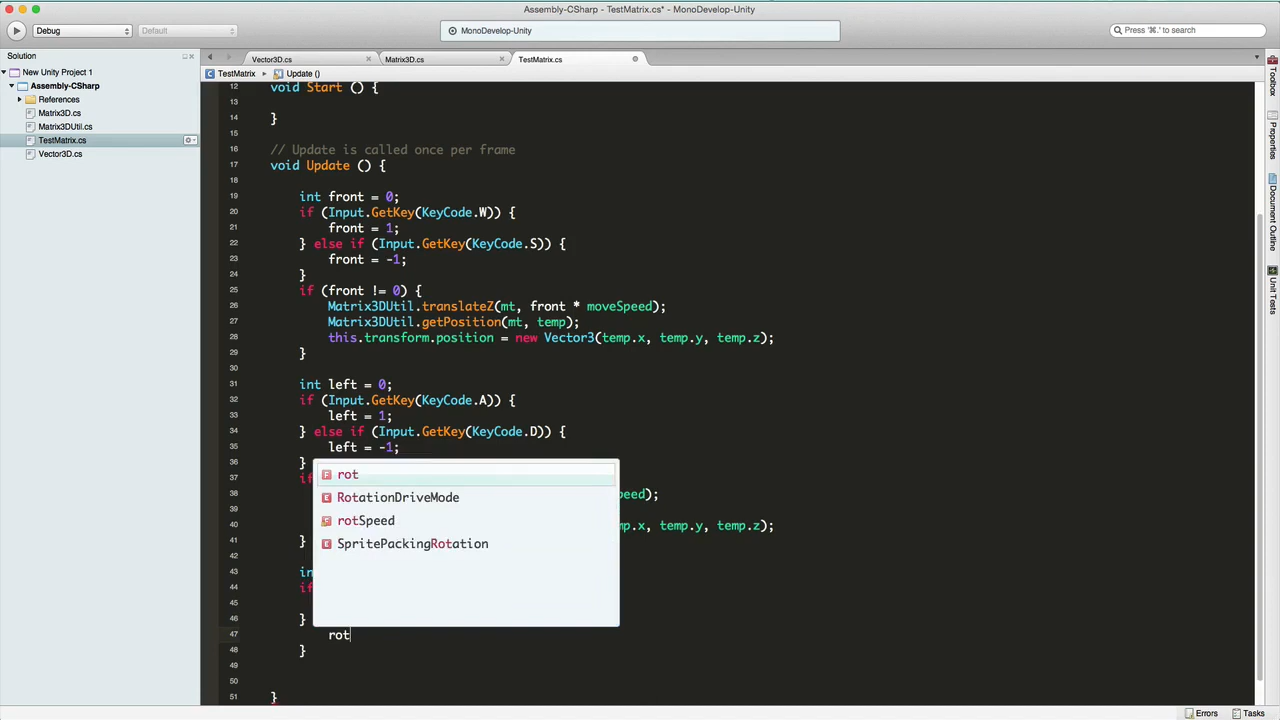 Assembly-CSharp - TestMatrix.cs* - MonoDevelop-Unity
Debug
Default
MonoDevelop-Unity
Press '⌘.' to search
Solution
Vector3D.cs
Matrix3D.cs
TestMatrix.cs
New Unity Project 1
TestMatrix
Update ()
Assembly-CSharp
References
Matrix3D.cs
Matrix3DUtil.cs
TestMatrix.cs
Vector3D.cs
12 void Start () {
13
14 }
15
16 // Update is called once per frame
17 void Update () {
18
19 int front = 0;
20 if (Input.GetKey(KeyCode.W)) {
21 front = 1;
22 } else if (Input.GetKey(KeyCode.S)) {
23 front = -1;
24 }
25 if (front != 0) {
26 Matrix3DUtil.translateZ(mt, front * moveSpeed);
27 Matrix3DUtil.getPosition(mt, temp);
28 this.transform.position = new Vector3(temp.x, temp.y, temp.z);
29 }
30
31 int left = 0;
32 if (Input.GetKey(KeyCode.A)) {
33 left = 1;
34 } else if (Input.GetKey(KeyCode.D)) {
35 left = -1;
36 }
37 if
38 eed);
39
40 mp.x, temp.y, temp.z);
41 }
42
43 in
44 if
45
46 }
47 rot
48 }
49
50
51 }
rot
RotationDriveMode
rotSpeed
SpritePackingRotation
Toolbox
Properties
Document Outline
Unit Tests
Errors
Tasks